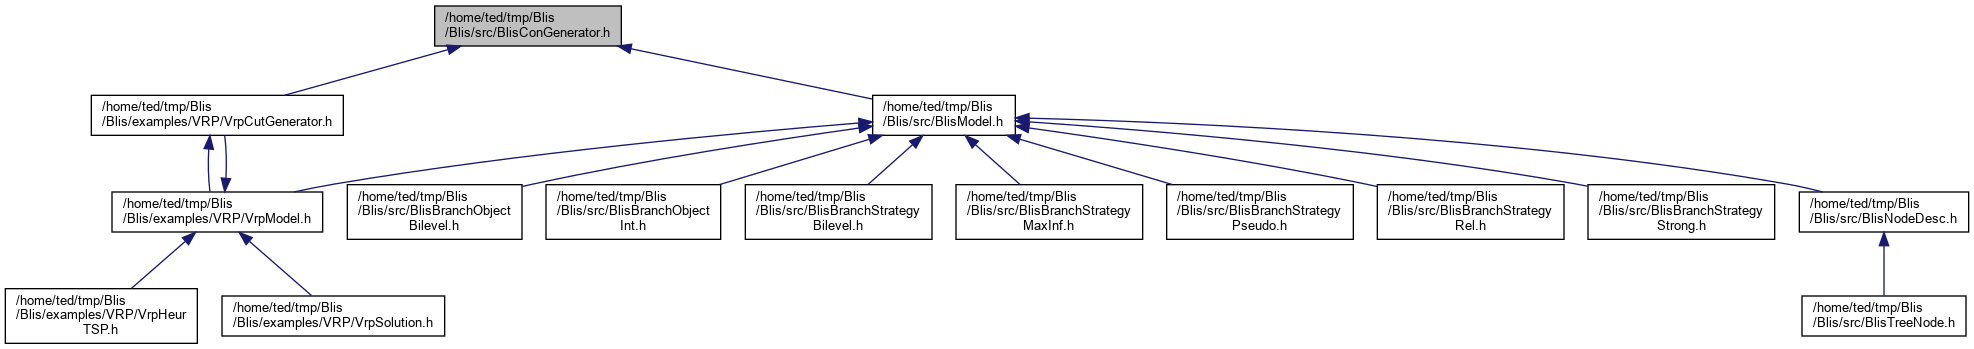 /home/ted/tmp/Blis
/Blis/src/BlisConGenerator.h
/home/ted/tmp/Blis
/Blis/examples/VRP/VrpCutGenerator.h
/home/ted/tmp/Blis
/Blis/src/BlisModel.h
/home/ted/tmp/Blis
/Blis/examples/VRP/VrpModel.h
/home/ted/tmp/Blis
/Blis/src/BlisBranchObject
Bilevel.h
/home/ted/tmp/Blis
/Blis/src/BlisBranchObject
Int.h
/home/ted/tmp/Blis
/Blis/src/BlisBranchStrategy
Bilevel.h
/home/ted/tmp/Blis
/Blis/src/BlisBranchStrategy
MaxInf.h
/home/ted/tmp/Blis
/Blis/src/BlisBranchStrategy
Pseudo.h
/home/ted/tmp/Blis
/Blis/src/BlisBranchStrategy
Rel.h
/home/ted/tmp/Blis
/Blis/src/BlisBranchStrategy
Strong.h
/home/ted/tmp/Blis
/Blis/src/BlisNodeDesc.h
/home/ted/tmp/Blis
/Blis/examples/VRP/VrpHeur
TSP.h
/home/ted/tmp/Blis
/Blis/examples/VRP/VrpSolution.h
/home/ted/tmp/Blis
/Blis/src/BlisTreeNode.h